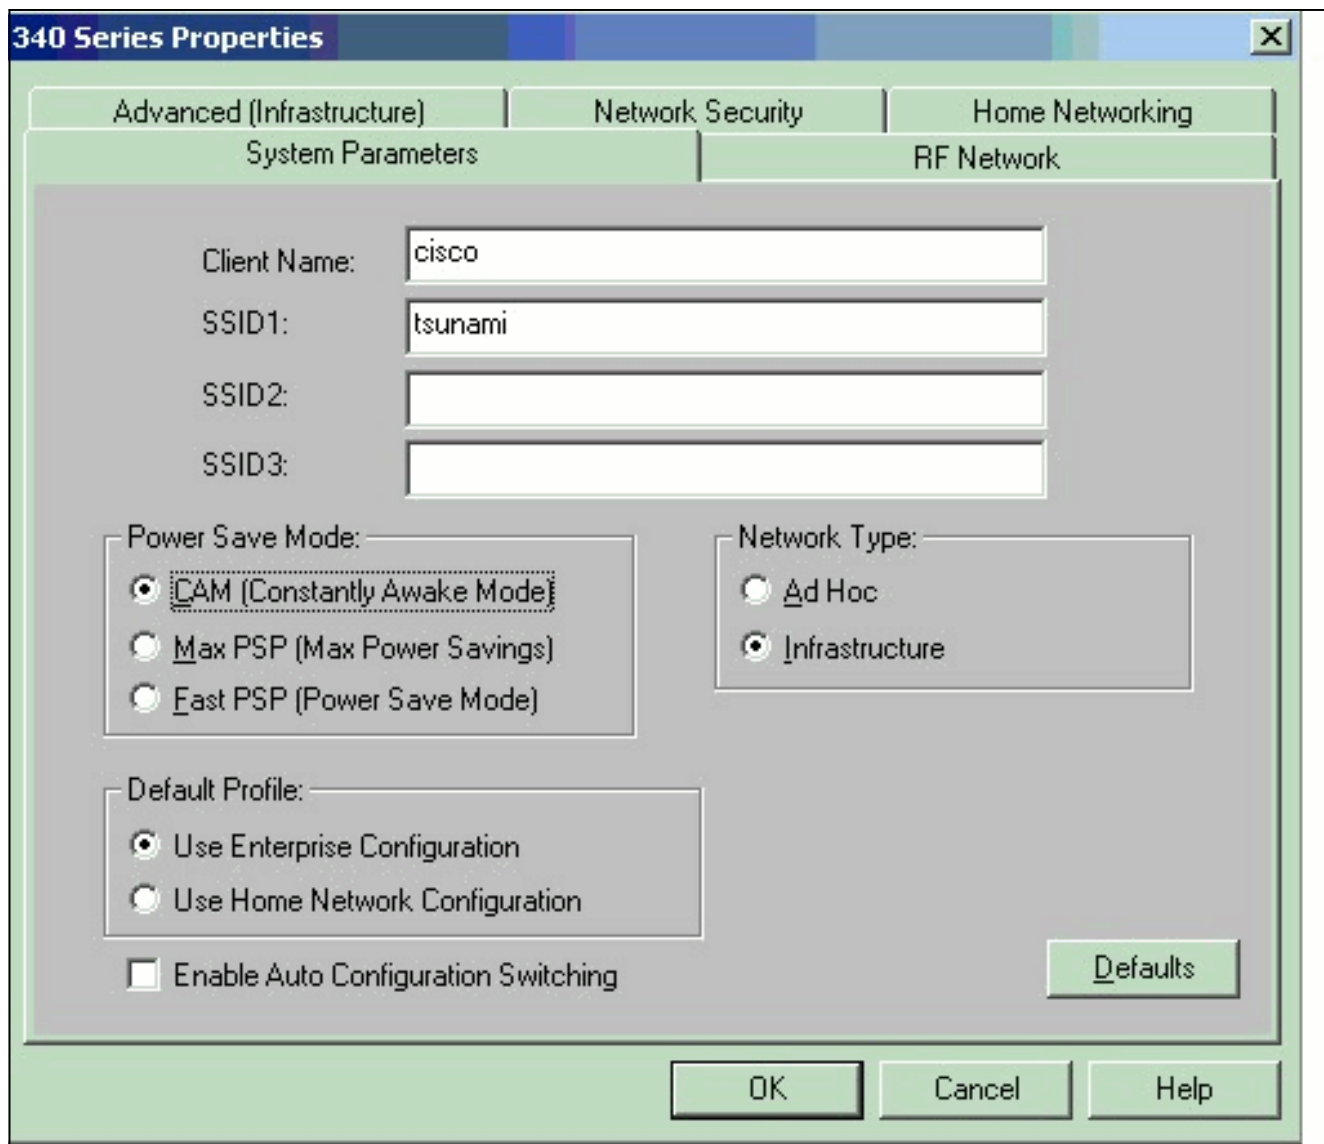 340 Series Properties
Advanced (Infrastructure) Network Security Home Networking
System Parameters RF Network
Client Name: cisco
SSID1: tsunami
SSID2:
SSID3:
Power Save Mode: Network Type:
CAM (Constantly Awake Mode) Ad Hoc
Max PSP (Max Power Savings) Infrastructure
Fast PSP (Power Save Mode)
Default Profile:
Use Enterprise Configuration
Use Home Network Configuration
Enable Auto Configuration Switching Defaults
OK Cancel Help